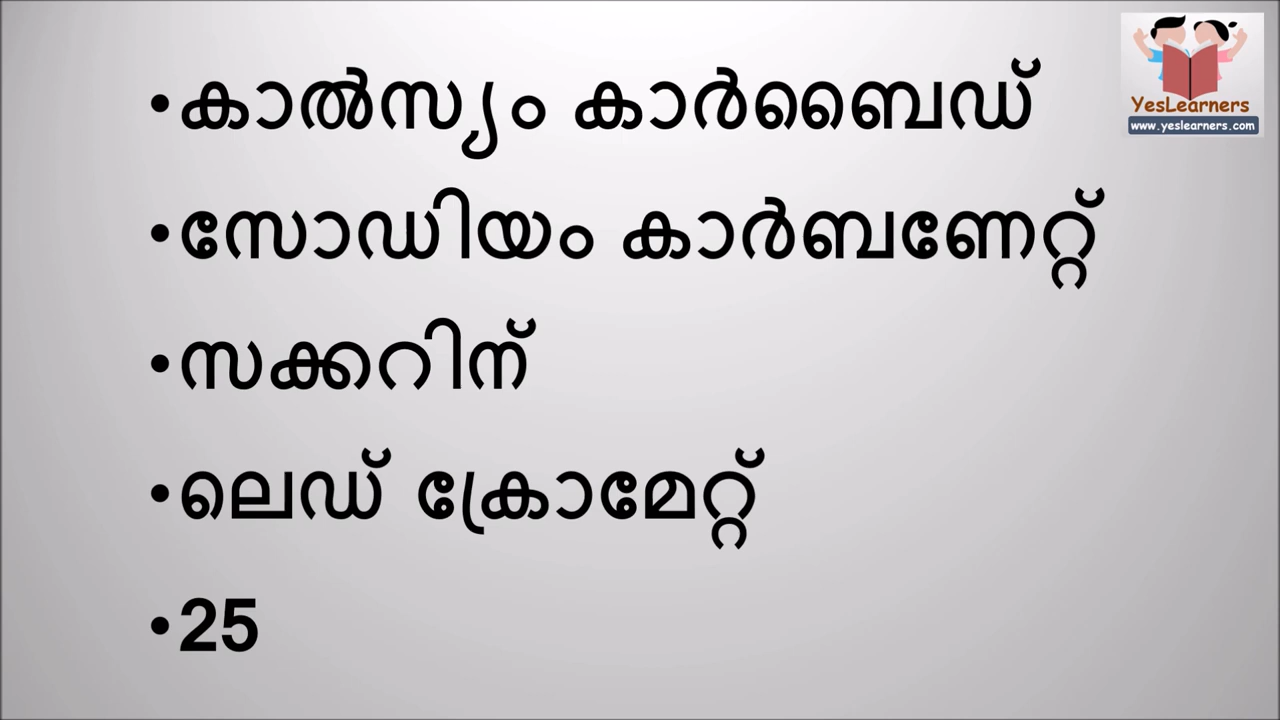 •കാൽസ്യം കാർബൈഡ്
•സോഡിയം കാർബണേറ്റ്
•സക്കറിന്
•ലെഡ് ക്രോമേറ്റ്
•25
YesLearners
www.yeslearners.com